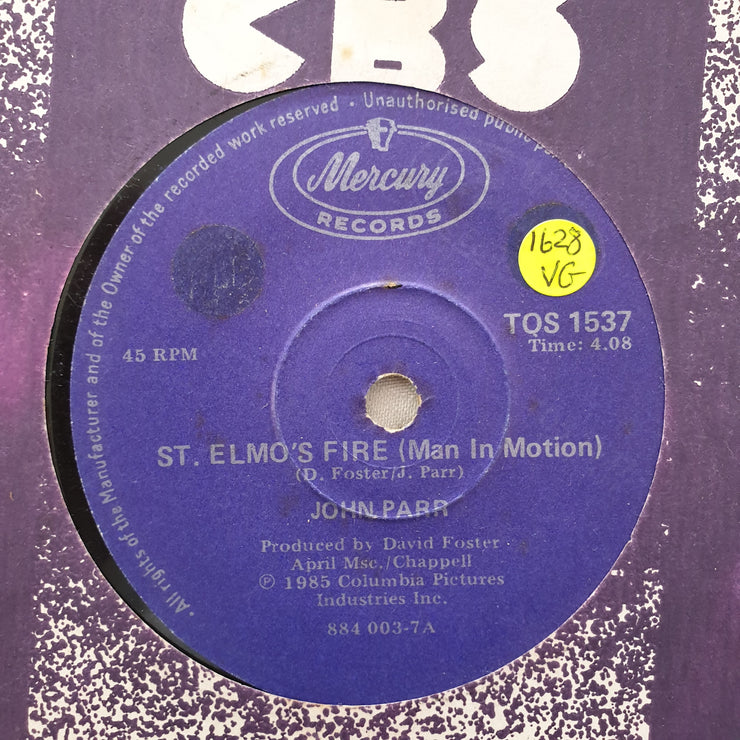 CBS
· All rights of the Manufacturer and of the Owner of the recorded work reserved · Unauthorised public
Mercury
RECORDS
1628
VG
TOS 1537
45 RPM
Time: 4.08
ST. ELMO'S FIRE (Man In Motion)
(D. Foster/J. Parr)
JOHN PARR
Produced by David Foster
April Msc./Chappell
℗ 1985 Columbia Pictures
Industries Inc.
884 003-7A